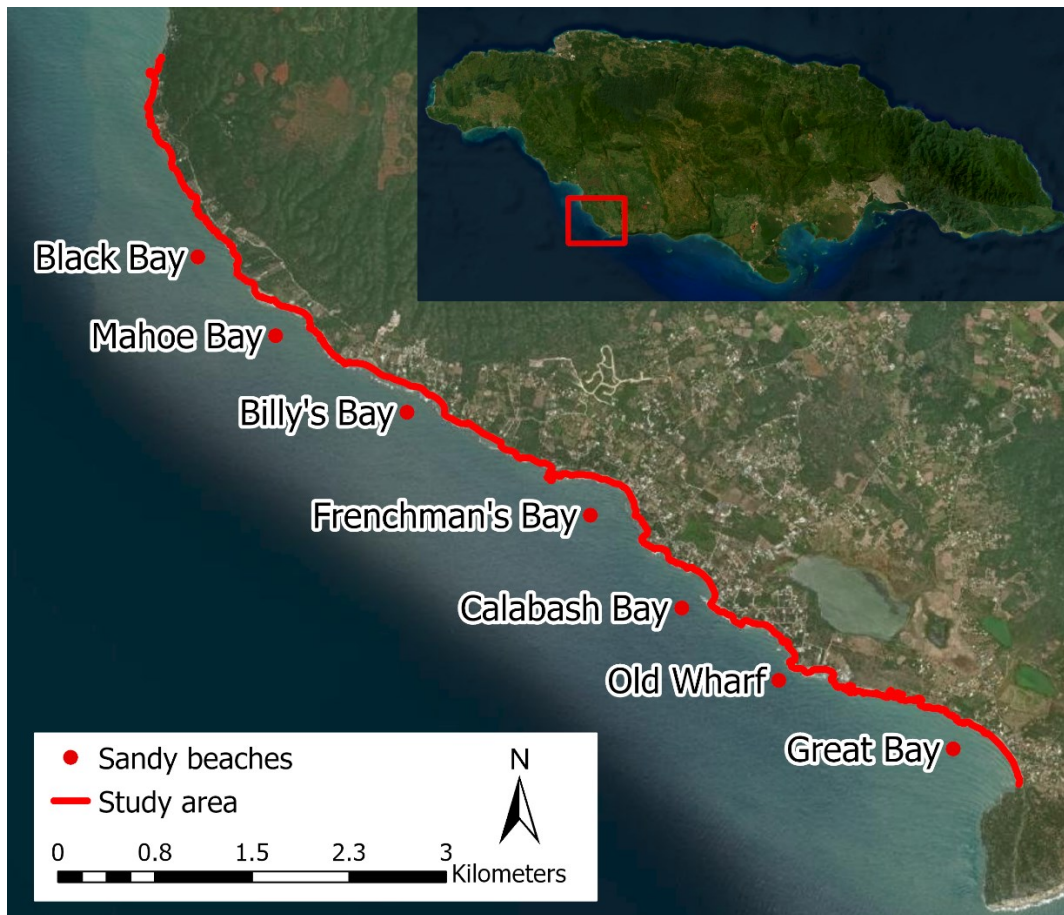 Black Bay
Mahoe Bay
Billy's Bay
Frenchman's Bay
Calabash Bay
Old Wharf
Great Bay
Sandy beaches
Study area
N
0 0.8 1.5 2.3 3
Kilometers